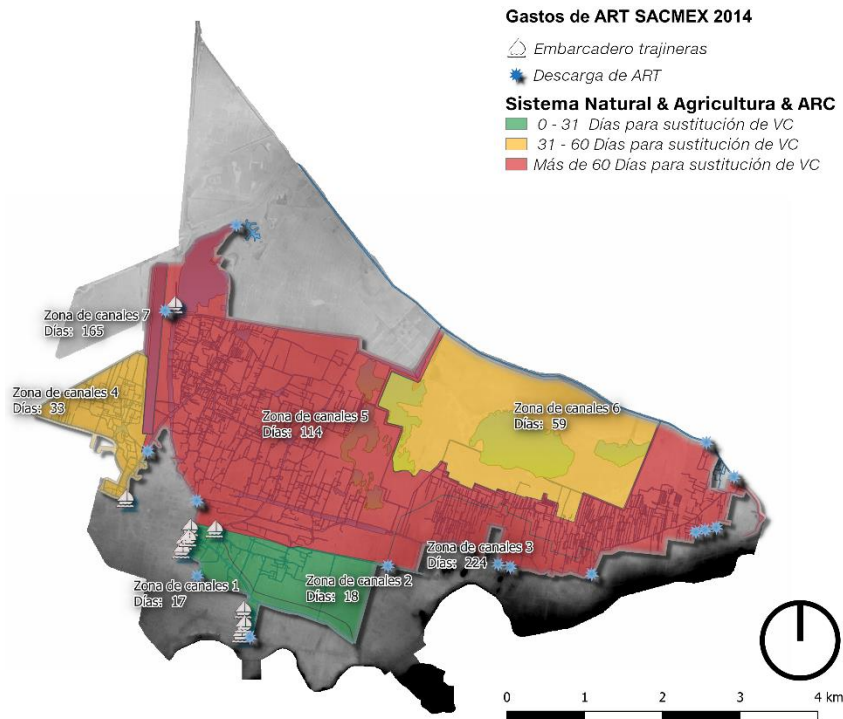 Gastos de ART SACMEX 2014
Embarcadero trajineras
Descarga de ART
Sistema Natural & Agricultura & ARC
0 - 31 Días para sustitución de VC
31 - 60 Días para sustitución de VC
Más de 60 Días para sustitución de VC
Zona de canales 7
Días: 165
Zona de canales 4
Días: 33
Zona de canales 5
Días: 114
Zona de canales 6
Días: 59
Zona de canales 3
Días: 224
Zona de canales 1
Días: 17
Zona de canales 2
Días: 18
0 1 2 3 4 km